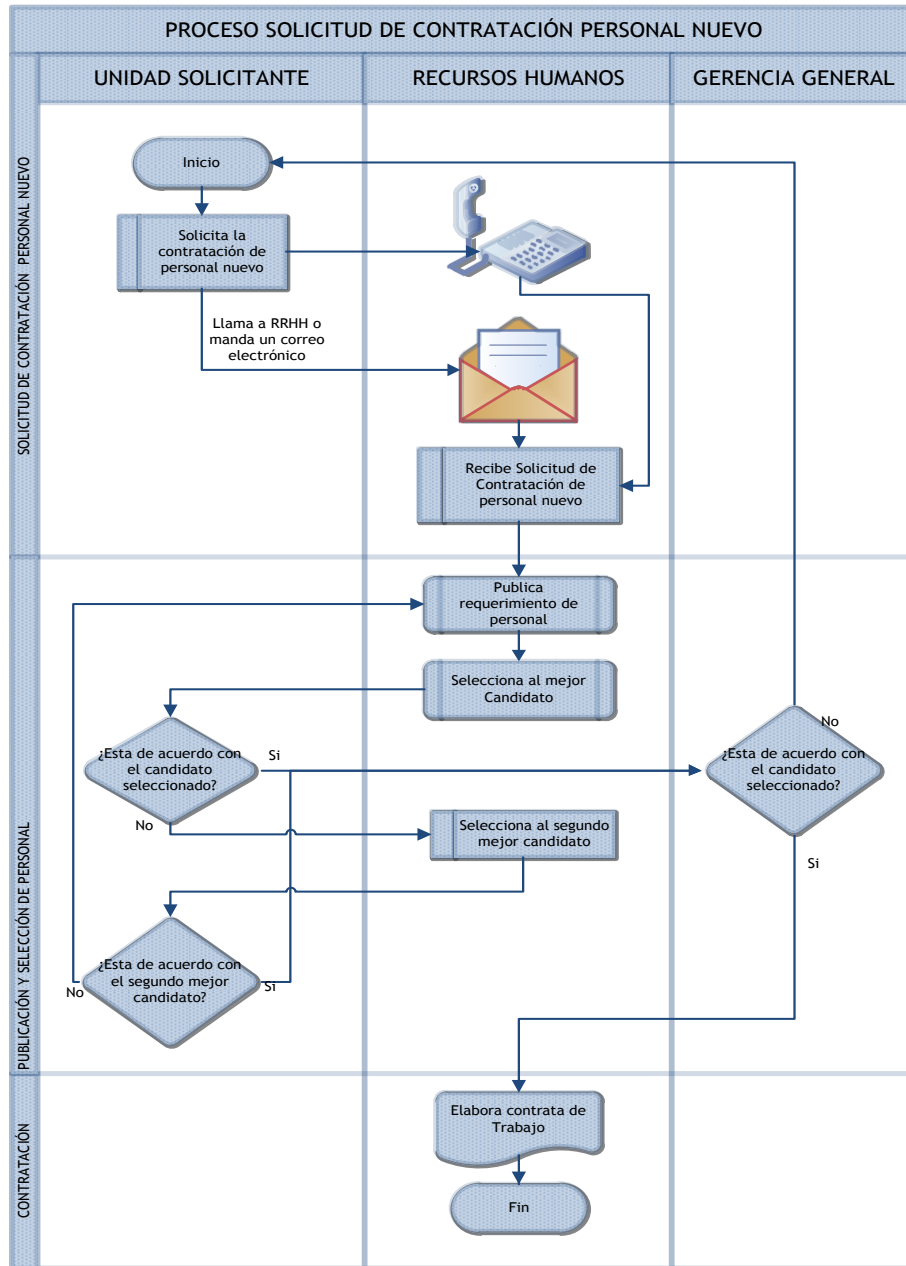 PROCESO SOLICITUD DE CONTRATACIÓN PERSONAL NUEVO
UNIDAD SOLICITANTE
RECURSOS HUMANOS
GERENCIA GENERAL
SOLICITUD DE CONTRATACIÓN PERSONAL NUEVO
Inicio
Solicita la
contratación de
personal nuevo
Llama a RRHH o
manda un correo
electrónico
Recibe Solicitud de
Contratación de
personal nuevo
PUBLICACIÓN Y SELECCIÓN DE PERSONAL
Publica
requerimiento de
personal
Selecciona al mejor
Candidato
¿Esta de acuerdo con
el candidato
seleccionado?
Si
No
¿Esta de acuerdo con
el candidato
seleccionado?
No
Si
Selecciona al segundo
mejor candidato
¿Esta de acuerdo con
el segundo mejor
candidato?
No
Si
CONTRATACIÓN
Elabora contrata de
Trabajo
Fin